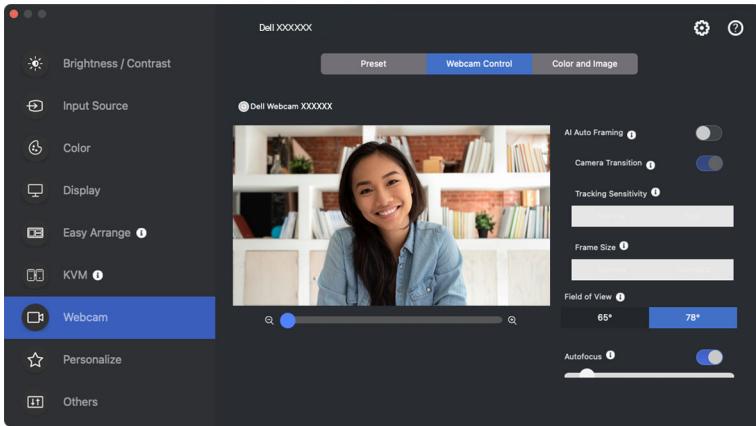 Dell XXXXXX
Brightness / Contrast
Input Source
Color
Display
Easy Arrange
KVM
Webcam
Personalize
Others
Preset
Webcam Control
Color and Image
Dell Webcam XXXXXX
AI Auto Framing
Camera Transition
Tracking Sensitivity
Frame Size
Field of View
65°
78°
Autofocus